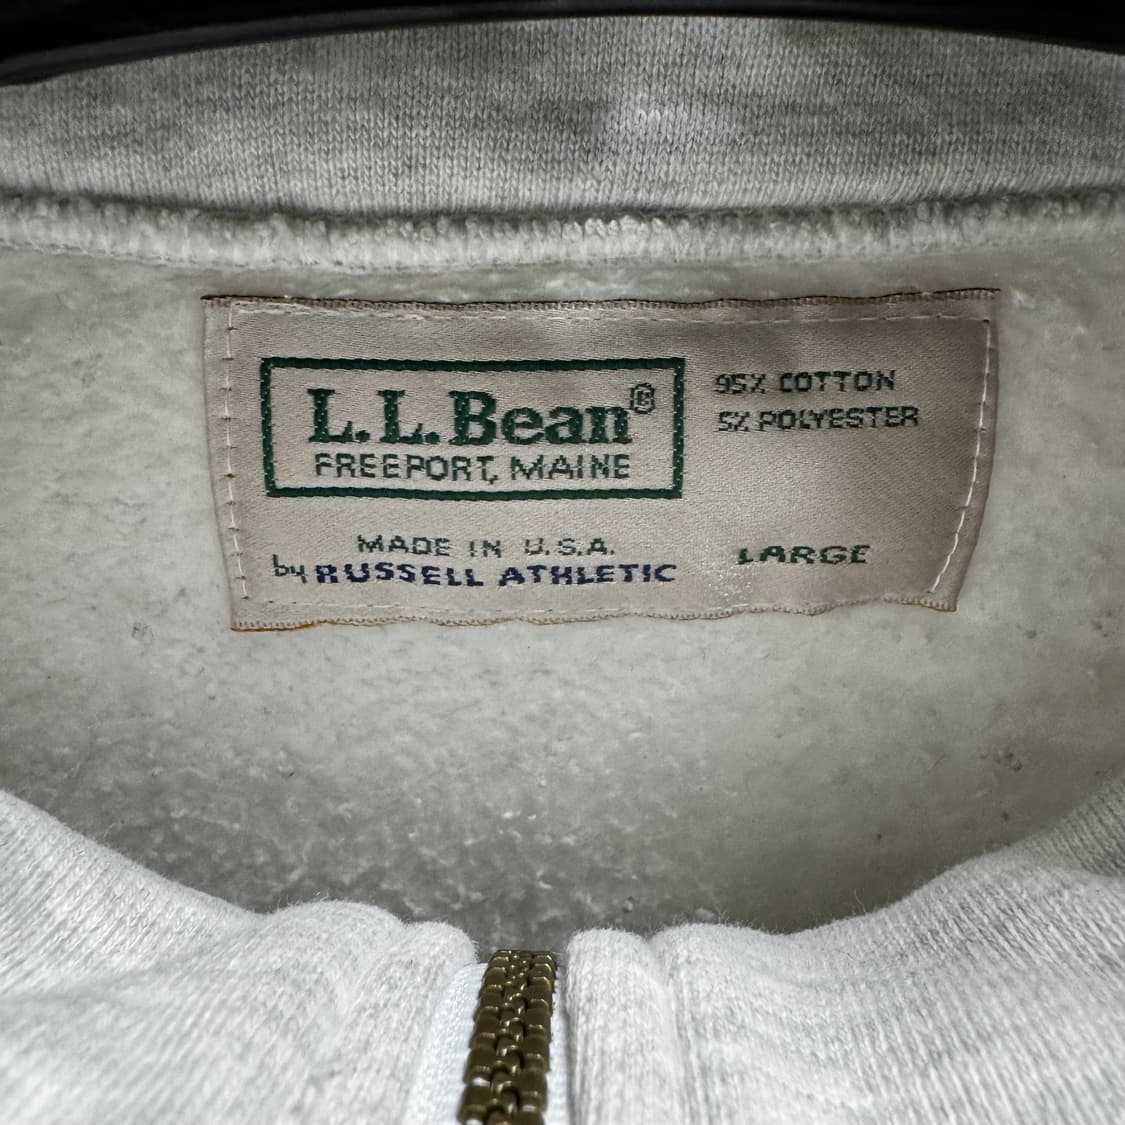 L.L.Bean®
FREEPORT, MAINE
95% COTTON
5% POLYESTER
MADE IN U.S.A.
by RUSSELL ATHLETIC
LARGE